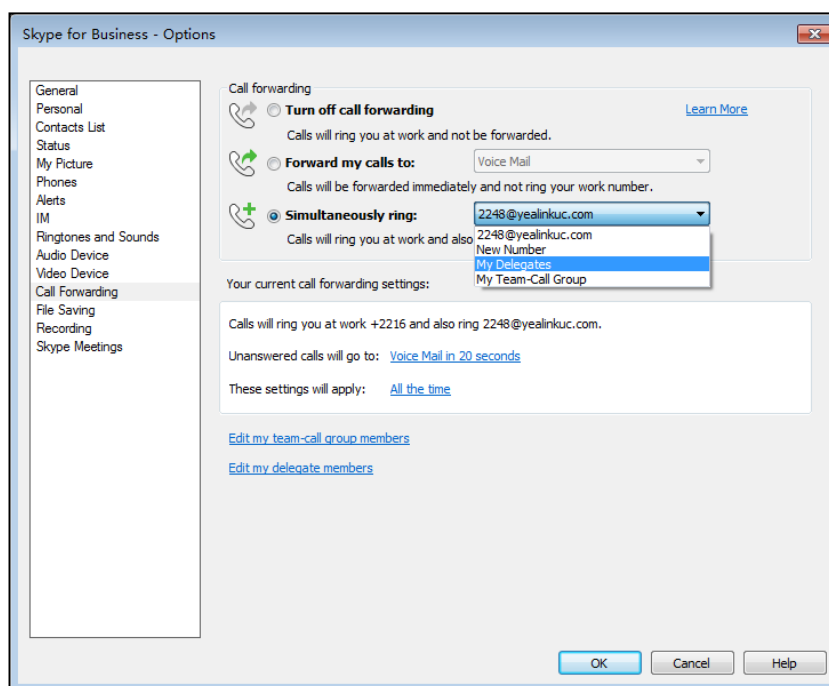 Skype for Business - Options
General
Personal
Contacts List
Status
My Picture
Phones
Alerts
IM
Ringtones and Sounds
Audio Device
Video Device
Call Forwarding
File Saving
Recording
Skype Meetings
Call forwarding
Turn off call forwarding
Learn More
Calls will ring you at work and not be forwarded.
Forward my calls to:
Voice Mail
Calls will be forwarded immediately and not ring your work number.
Simultaneously ring:
2248@yealinkuc.com
Calls will ring you at work and also
2248@yealinkuc.com
New Number
My Delegates
My Team-Call Group
Your current call forwarding settings:
Calls will ring you at work +2216 and also ring 2248@yealinkuc.com.
Unanswered calls will go to: Voice Mail in 20 seconds
These settings will apply: All the time
Edit my team-call group members
Edit my delegate members
OK
Cancel
Help